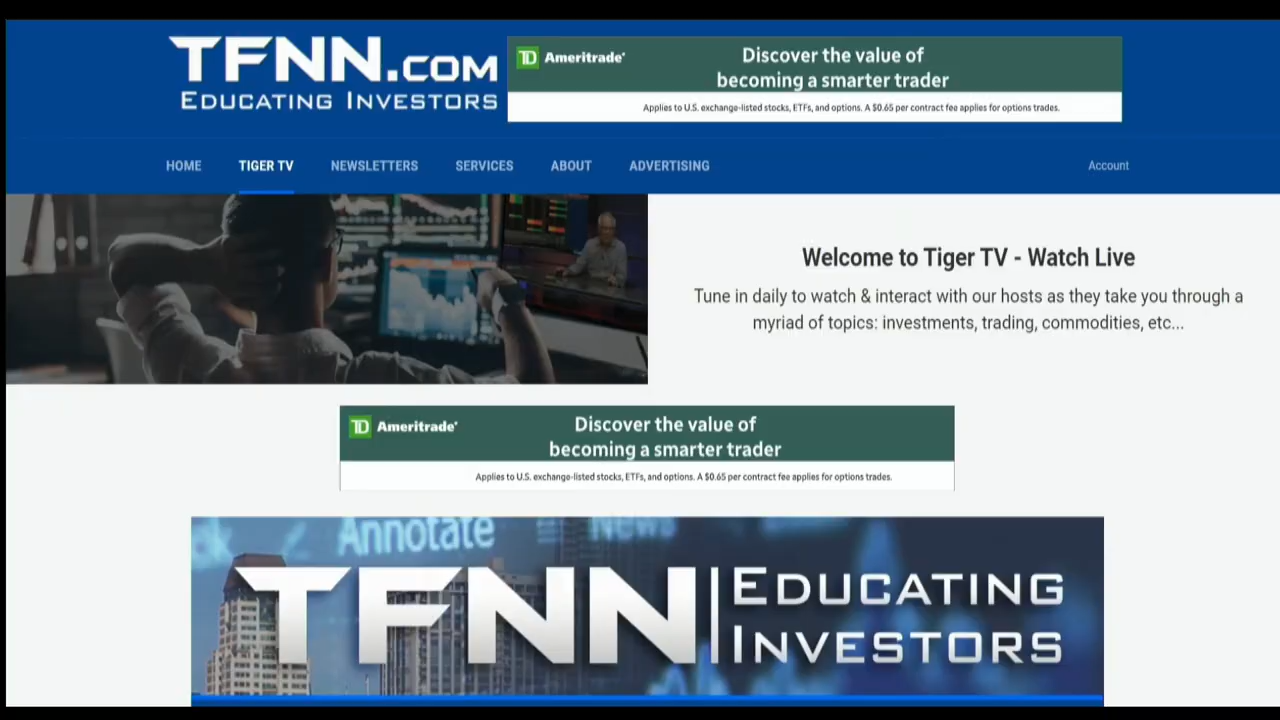 TFNN.COM
EDUCATING INVESTORS
TD Ameritrade
Discover the value of
becoming a smarter trader
Applies to U.S. exchange-listed stocks, ETFs, and options. A $0.65 per contract fee applies for options trades.
HOME TIGER TV NEWSLETTERS SERVICES ABOUT ADVERTISING Account
Welcome to Tiger TV - Watch Live
Tune in daily to watch & interact with our hosts as they take you through a
myriad of topics: investments, trading, commodities, etc...
TD Ameritrade
Discover the value of
becoming a smarter trader
Applies to U.S. exchange-listed stocks, ETFs, and options. A $0.65 per contract fee applies for options trades.
Annotate News
TFNN EDUCATING
INVESTORS